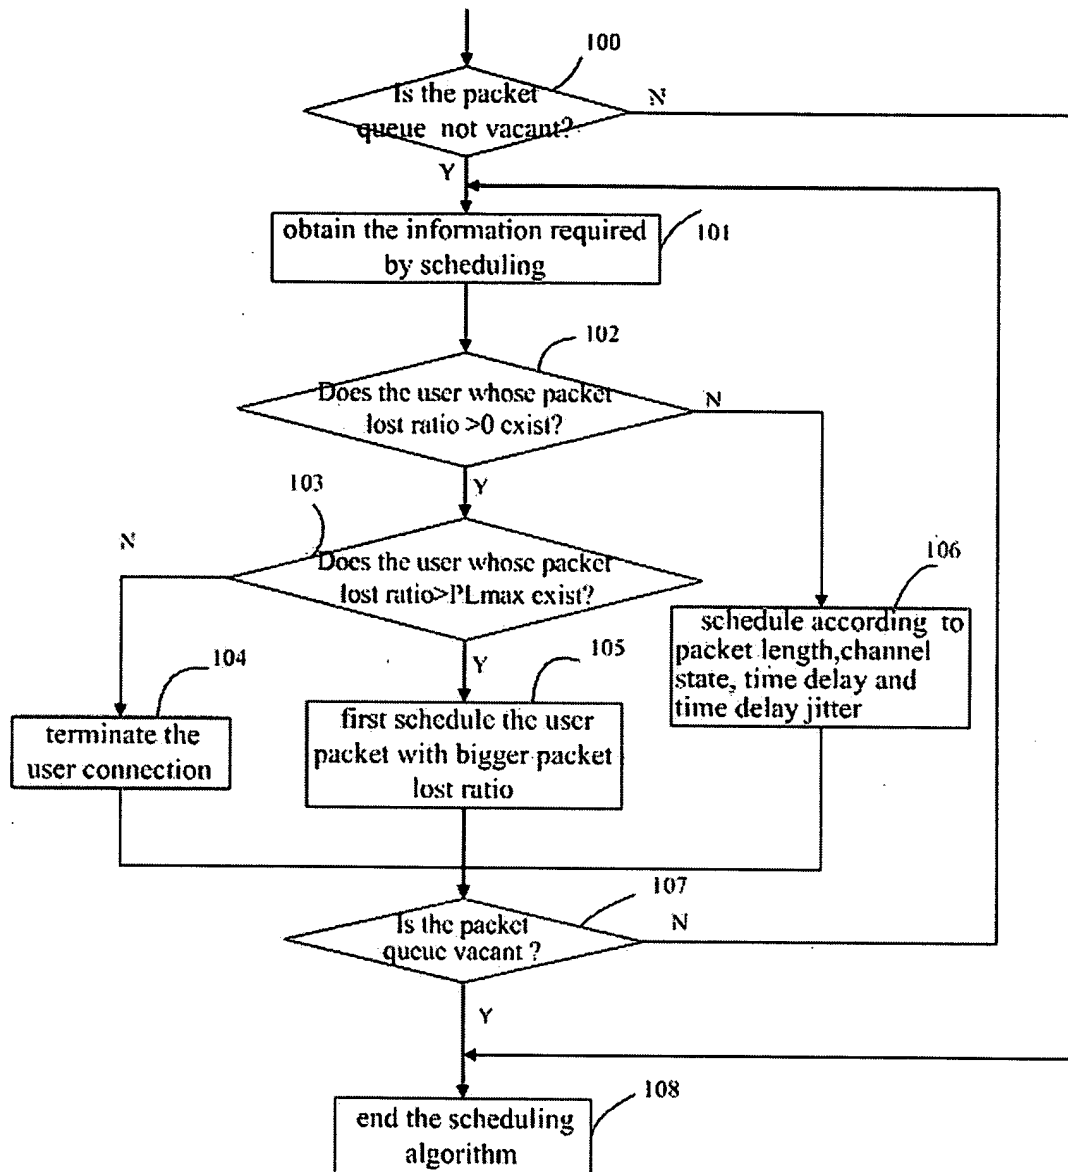 100
Is the packet
queue not vacant?
N
Y
obtain the information required
by scheduling
101
102
Does the user whose packet
lost ratio >0 exist?
N
Y
103
N
Does the user whose packet
lost ratio>PLmax exist?
Y
106
schedule according to
packet length,channel
state, time delay and
time delay jitter
104
terminate the
user connection
105
first schedule the user
packet with bigger packet
lost ratio
107
Is the packet
queue vacant ?
N
Y
108
end the scheduling
algorithm